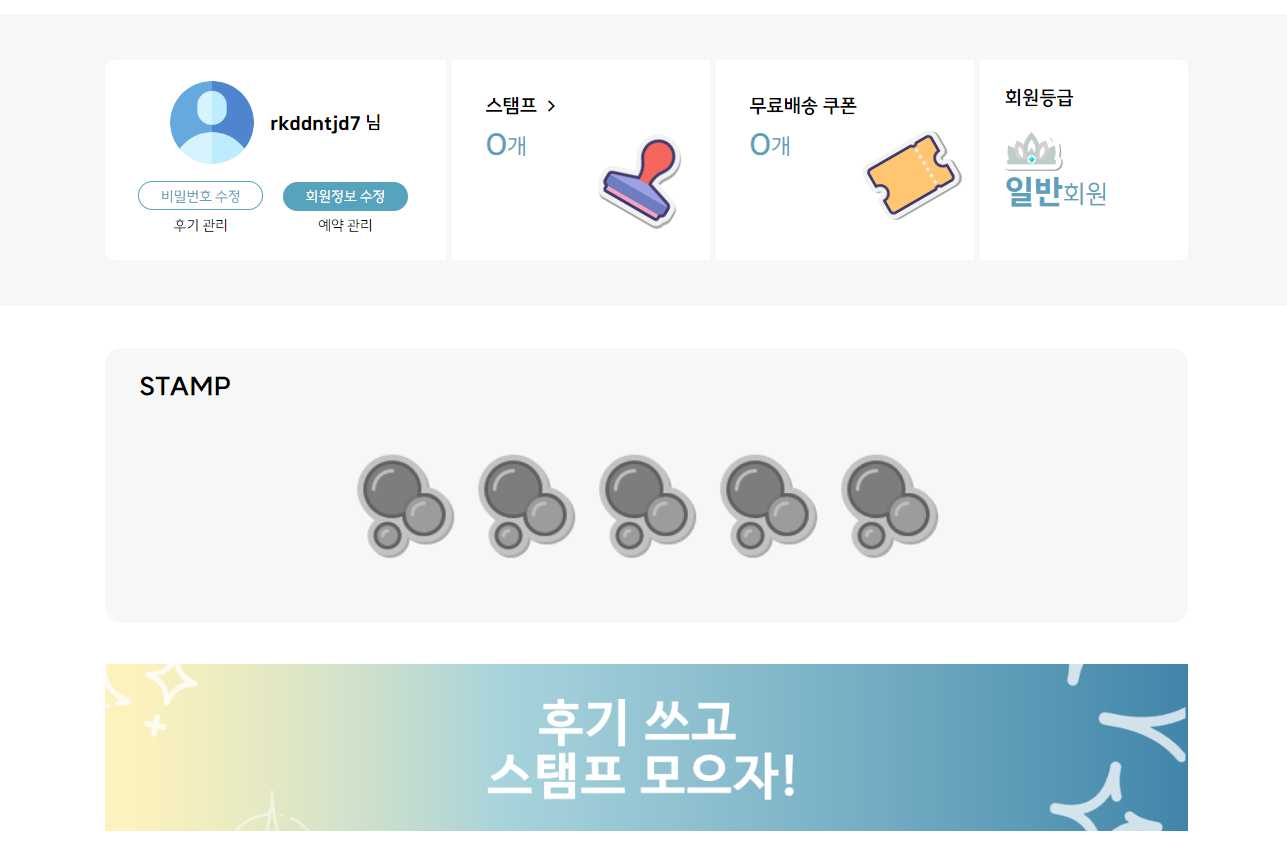 rkddntjd7 님
비밀번호 수정
회원정보 수정
후기 관리
예약 관리
스탬프 >
0개
무료배송 쿠폰
0개
회원등급
일반회원
STAMP
후기 쓰고
스탬프 모으자!